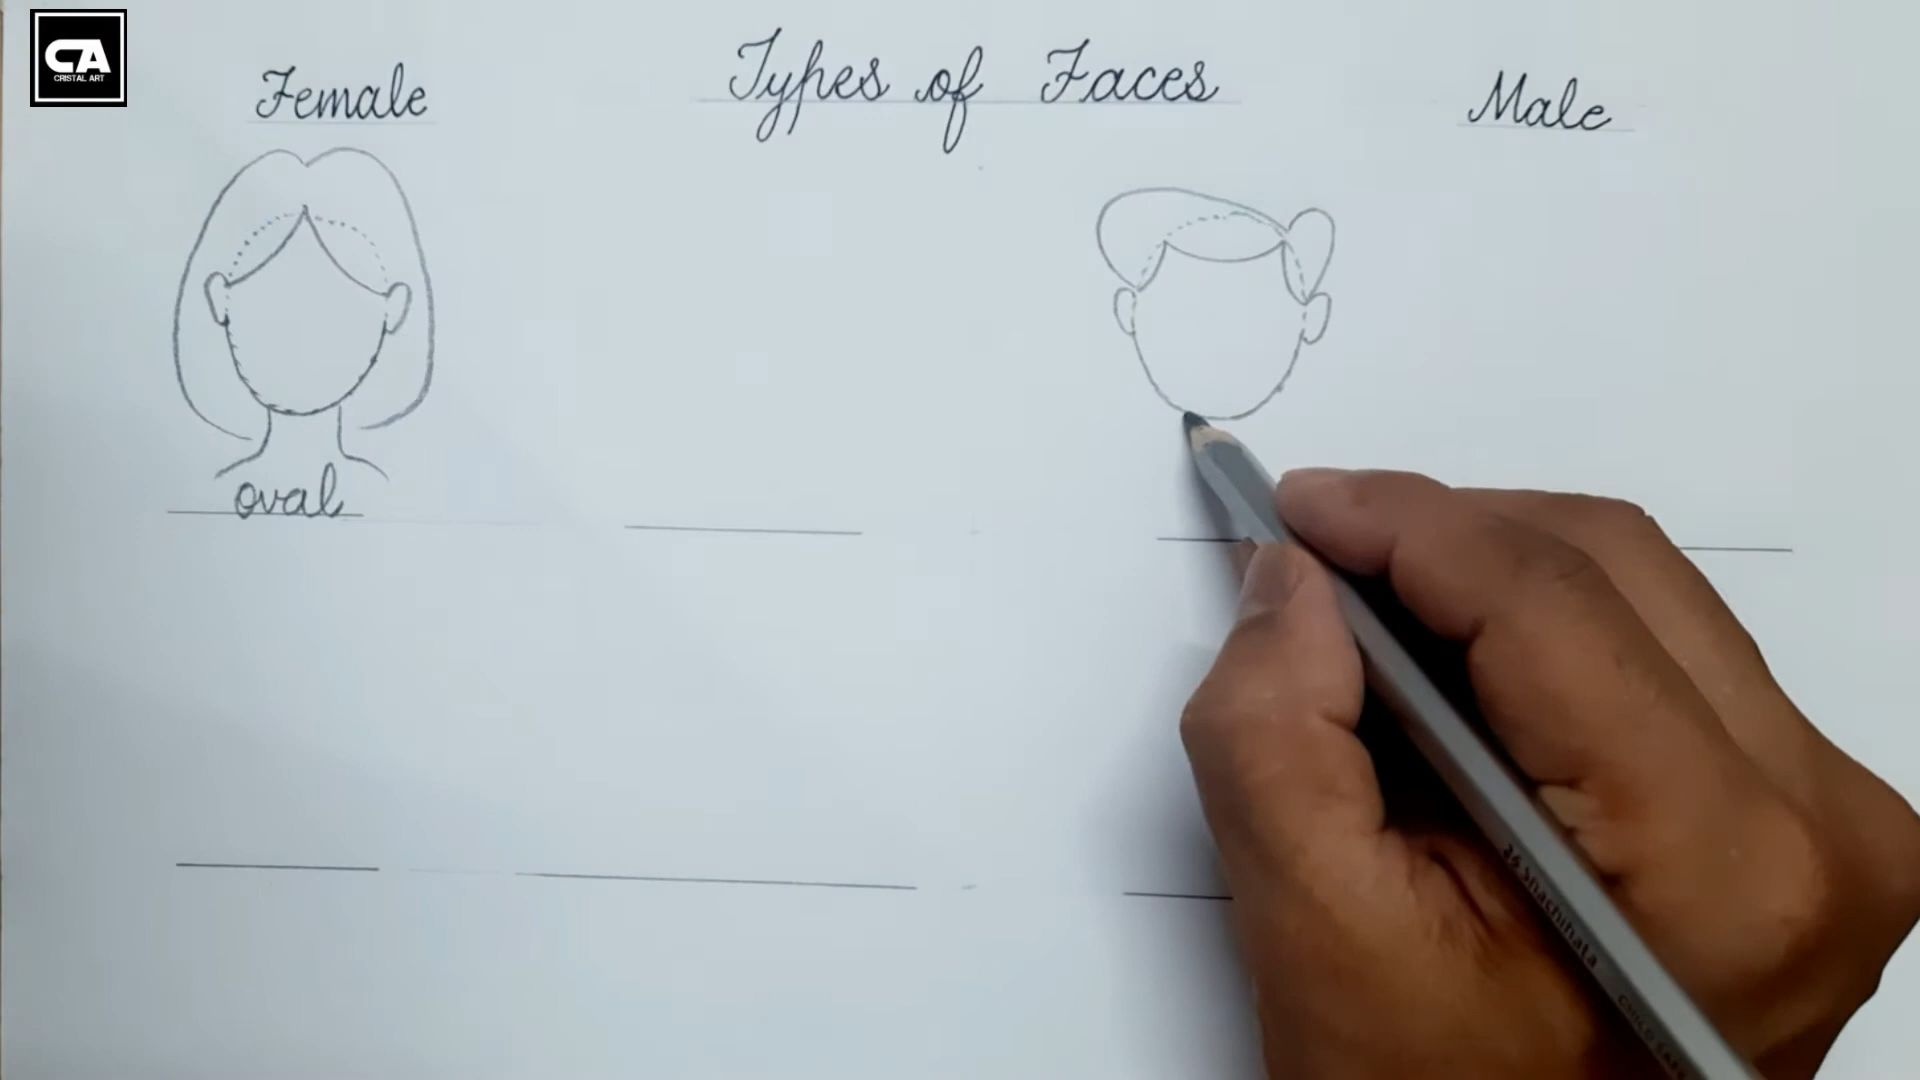 CA
CRISTAL ART
Types of Faces
Female
Male
oval